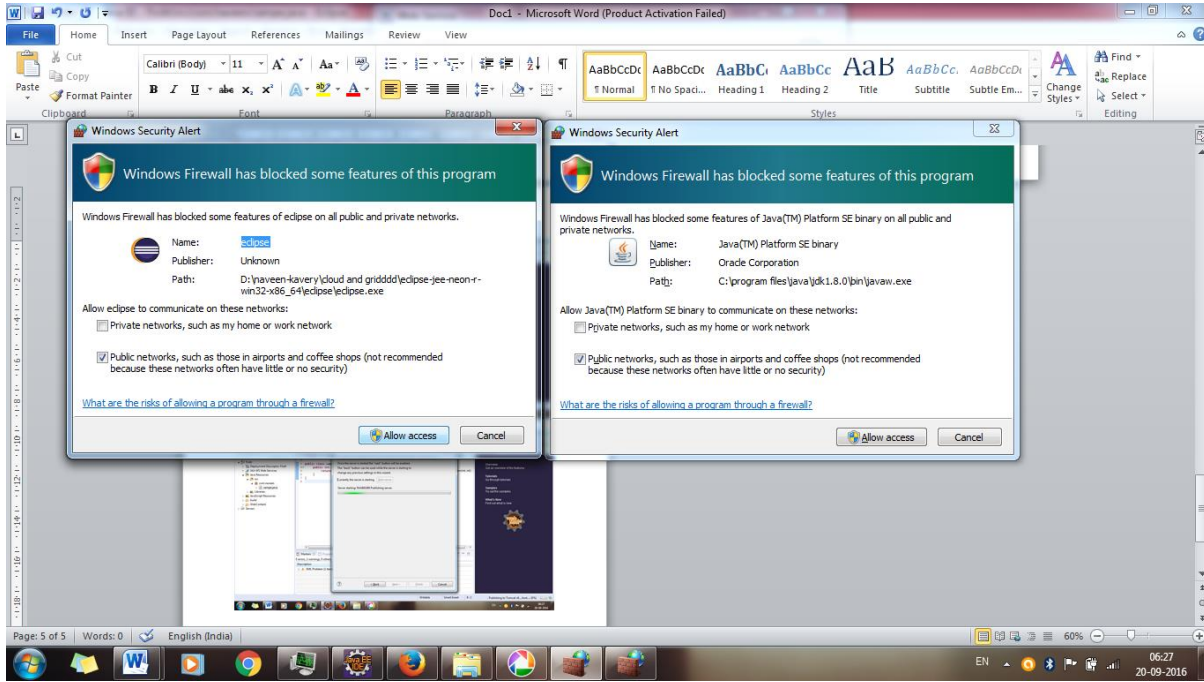 Doc1 - Microsoft Word (Product Activation Failed)
File Home Insert Page Layout References Mailings Review View
Cut
Copy
Format Painter
Paste
Clipboard
Calibri (Body) 11
Font
Paragraph
AaBbCcDc AaBbCcDc AaBbC AaBbCc AaB AaBbCc. AaBbCcDc
¶ Normal ¶ No Spaci... Heading 1 Heading 2 Title Subtitle Subtle Em...
Styles
Change Styles
Find
Replace
Select
Editing
Windows Security Alert
Windows Firewall has blocked some features of this program
Windows Firewall has blocked some features of eclipse on all public and private networks.
Name: eclipse
Publisher: Unknown
Path: D:\naveen-kavery\cloud and gridddd\eclipse-jee-neon-r-
win32-x86_64\eclipse\eclipse.exe
Allow eclipse to communicate on these networks:
Private networks, such as my home or work network
Public networks, such as those in airports and coffee shops (not recommended
because these networks often have little or no security)
What are the risks of allowing a program through a firewall?
Allow access Cancel
Windows Security Alert
Windows Firewall has blocked some features of this program
Windows Firewall has blocked some features of Java(TM) Platform SE binary on all public and
private networks.
Name: Java(TM) Platform SE binary
Publisher: Oracle Corporation
Path: C:\program files\java\jdk1.8.0\bin\javaw.exe
Allow Java(TM) Platform SE binary to communicate on these networks:
Private networks, such as my home or work network
Public networks, such as those in airports and coffee shops (not recommended
because these networks often have little or no security)
What are the risks of allowing a program through a firewall?
Allow access Cancel
Page: 5 of 5 Words: 0 English (India) 60%
Java EE
IDE
EN 06:27
20-09-2016